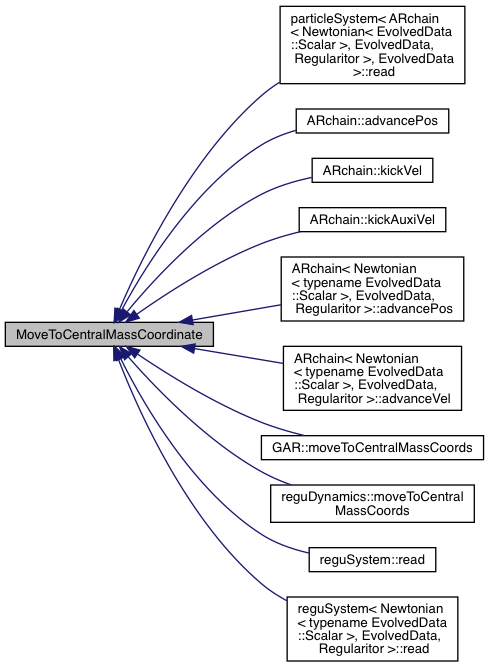 particleSystem< ARchain
< Newtonian< EvolvedData
::Scalar >, EvolvedData,
Regularitor >, EvolvedData
>::read
ARchain::advancePos
ARchain::kickVel
ARchain::kickAuxiVel
ARchain< Newtonian
< typename EvolvedData
::Scalar >, EvolvedData,
Regularitor >::advancePos
MoveToCentralMassCoordinate
ARchain< Newtonian
< typename EvolvedData
::Scalar >, EvolvedData,
Regularitor >::advanceVel
GAR::moveToCentralMassCoords
reguDynamics::moveToCentral
MassCoords
reguSystem::read
reguSystem< Newtonian
< typename EvolvedData
::Scalar >, EvolvedData,
Regularitor >::read